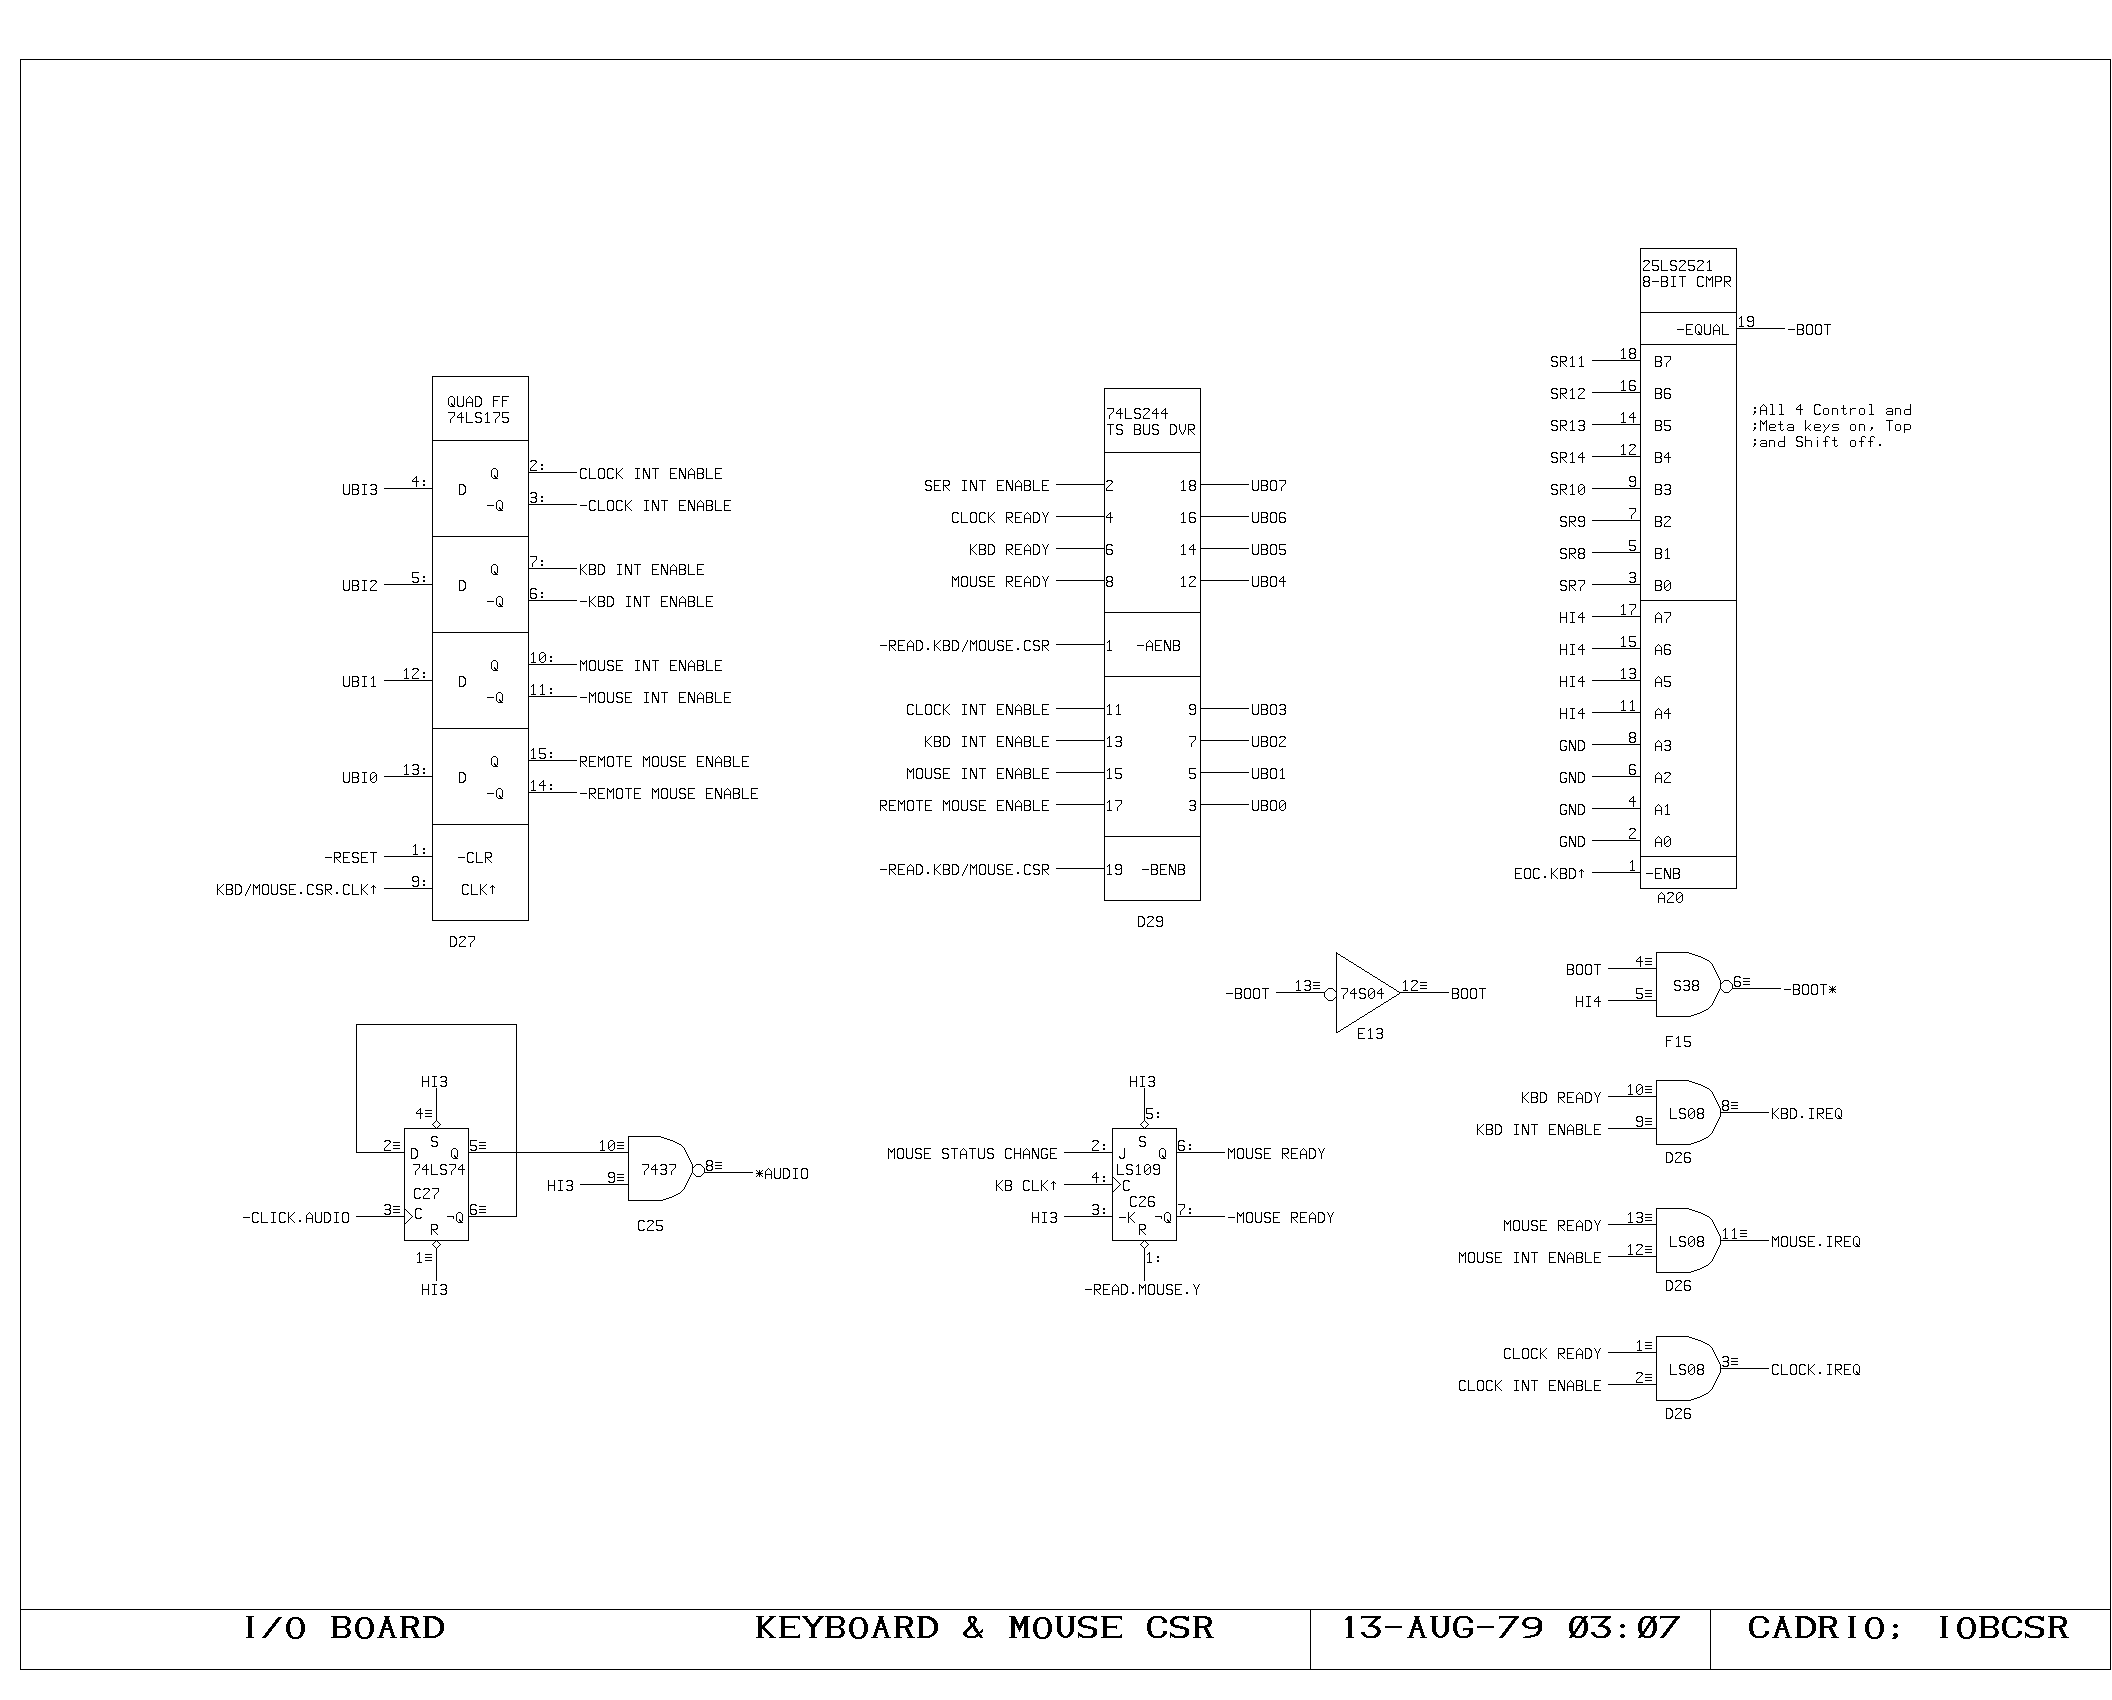 25LS2521
8-BIT CMPR
-EQUAL 19 -BOOT
SR11 18 B7
SR12 16 B6
SR13 14 B5
SR14 12 B4
SR10 9 B3
SR9 7 B2
SR8 5 B1
SR7 3 B0
HI4 17 A7
HI4 15 A6
HI4 13 A5
HI4 11 A4
GND 8 A3
GND 6 A2
GND 4 A1
GND 2 A0
EOC.KBD↑ 1 -ENB
A20
;All 4 Control and
;Meta keys on, Top
;and Shift off.
QUAD FF
74LS175
UBI3 4: D Q 2: CLOCK INT ENABLE
-Q 3: -CLOCK INT ENABLE
UBI2 5: D Q 7: KBD INT ENABLE
-Q 6: -KBD INT ENABLE
UBI1 12: D Q 10: MOUSE INT ENABLE
-Q 11: -MOUSE INT ENABLE
UBI0 13: D Q 15: REMOTE MOUSE ENABLE
-Q 14: -REMOTE MOUSE ENABLE
-RESET 1: -CLR
KBD/MOUSE.CSR.CLK↑ 9: CLK↑
D27
74LS244
TS BUS DVR
SER INT ENABLE 2 18 UBO7
CLOCK READY 4 16 UBO6
KBD READY 6 14 UBO5
MOUSE READY 8 12 UBO4
-READ.KBD/MOUSE.CSR 1 -AENB
CLOCK INT ENABLE 11 9 UBO3
KBD INT ENABLE 13 7 UBO2
MOUSE INT ENABLE 15 5 UBO1
REMOTE MOUSE ENABLE 17 3 UBO0
-READ.KBD/MOUSE.CSR 19 -BENB
D29
-BOOT 13≡ 74S04 12≡ BOOT
E13
BOOT 4≡
HI4 5≡ S38 6≡ -BOOT*
F15
HI3
4≡
2≡ D S Q 5≡
74LS74
C27
-CLICK.AUDIO 3≡ C ¬Q 6≡
R
1≡
HI3
10≡
HI3 9≡ 7437 8≡ *AUDIO
C25
HI3
5:
MOUSE STATUS CHANGE 2: J S Q 6: MOUSE READY
LS109
KB CLK↑ 4: C
C26
HI3 3: -K ¬Q 7: -MOUSE READY
R
1:
-READ.MOUSE.Y
KBD READY 10≡
KBD INT ENABLE 9≡ LS08 8≡ KBD.IREQ
D26
MOUSE READY 13≡
MOUSE INT ENABLE 12≡ LS08 11≡ MOUSE.IREQ
D26
CLOCK READY 1≡
CLOCK INT ENABLE 2≡ LS08 3≡ CLOCK.IREQ
D26
I/O BOARD KEYBOARD & MOUSE CSR 13-AUG-79 03:07 CADRIO; IOBCSR